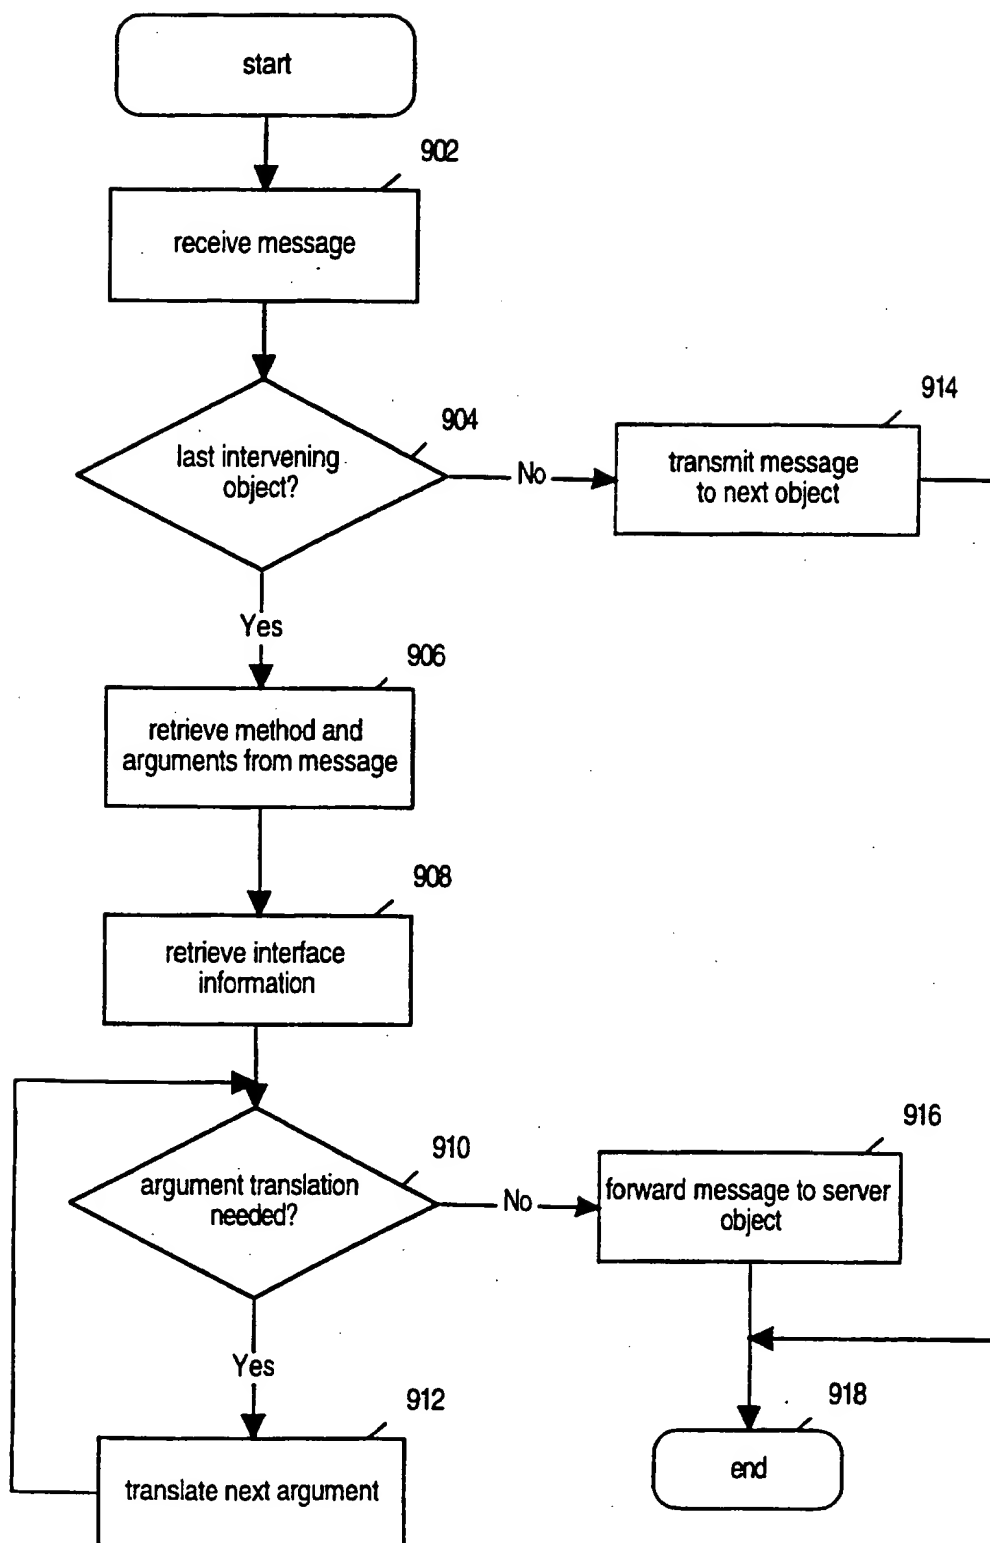 start
902
receive message
904
last intervening
object?
No
914
transmit message
to next object
Yes
906
retrieve method and
arguments from message
908
retrieve interface
information
910
argument translation
needed?
No
916
forward message to server
object
Yes
912
translate next argument
918
end